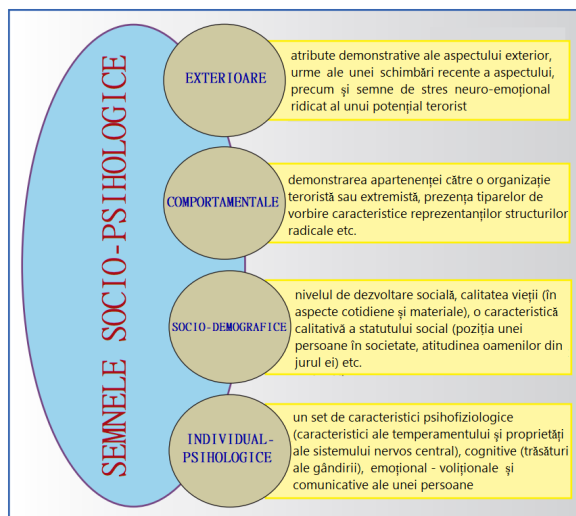 SEMNELE SOCIO-PSIHOLOGICE
EXTERIOARE
atribute demonstrative ale aspectului exterior,
urme ale unei schimbări recente a aspectului,
precum și semne de stres neuro-emoțional
ridicat al unui potențial terorist
COMPORTAMENTALE
demonstrarea apartenenței către o organizație
teroristă sau extremistă, prezența tiparelor de
vorbire caracteristice reprezentanților structurilor
radicale etc.
SOCIO-DEMOGRAFICE
nivelul de dezvoltare socială, calitatea vieții (în
aspecte cotidiene și materiale), o caracteristică
calitativă a statutului social (poziția unei
persoane în societate, atitudinea oamenilor din
jurul ei) etc.
INDIVIDUAL-
PSIHOLOGICE
un set de caracteristici psihofiziologice
(caracteristici ale temperamentului și proprietăți
ale sistemului nervos central), cognitive (trăsături
ale gândirii), emoțional - voliționale și
comunicative ale unei persoane